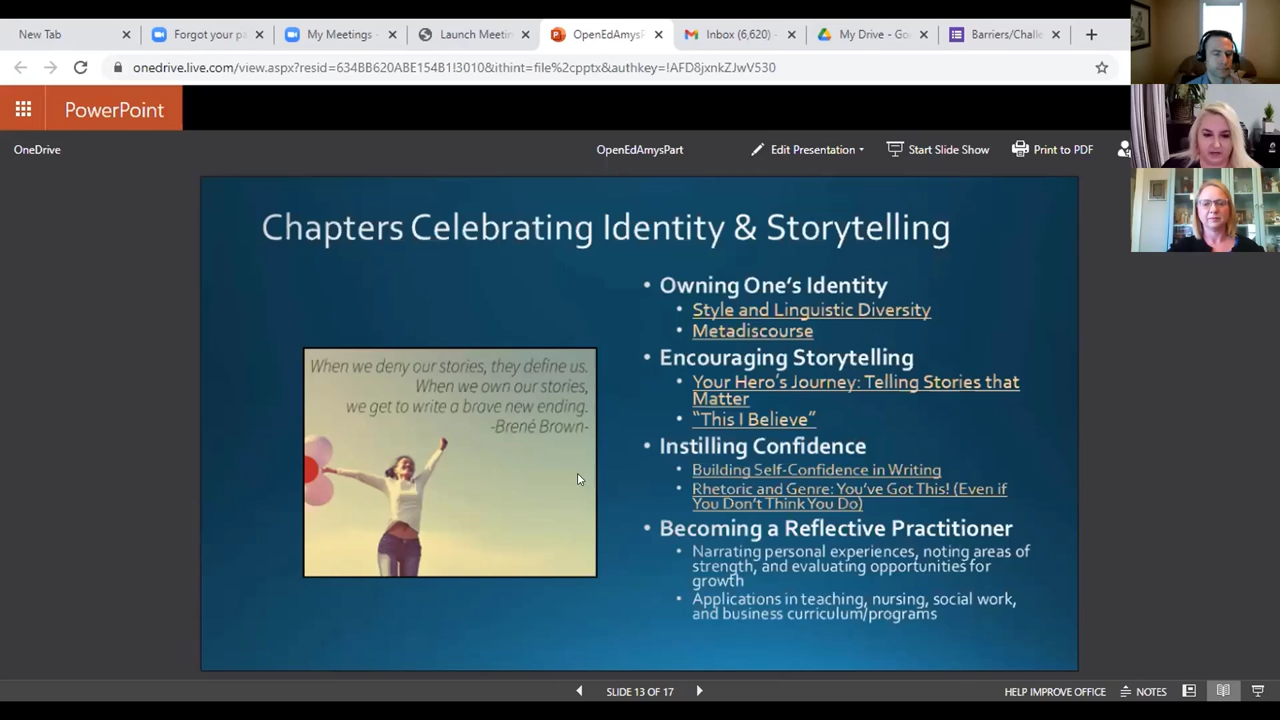 New Tab
Forgot your pa
My Meetings -
Launch Meetin
OpenEdAmysP
Inbox (6,620) -
My Drive - Goo
Barriers/Challe
onedrive.live.com/view.aspx?resid=634BB620ABE154B1!3010&ithint=file%2cpptx&authkey=!AFD8jxnkZJwV530
PowerPoint
OneDrive
OpenEdAmysPart
Edit Presentation
Start Slide Show
Print to PDF
Chapters Celebrating Identity & Storytelling
When we deny our stories, they define us.
When we own our stories,
we get to write a brave new ending.
-Brené Brown-
• Owning One's Identity
• Style and Linguistic Diversity
• Metadiscourse
• Encouraging Storytelling
• Your Hero's Journey: Telling Stories that
Matter
• "This I Believe"
• Instilling Confidence
• Building Self-Confidence in Writing
• Rhetoric and Genre: You've Got This! (Even if
You Don't Think You Do)
• Becoming a Reflective Practitioner
• Narrating personal experiences, noting areas of
strength, and evaluating opportunities for
growth
• Applications in teaching, nursing, social work,
and business curriculum/programs
SLIDE 13 OF 17
HELP IMPROVE OFFICE
NOTES